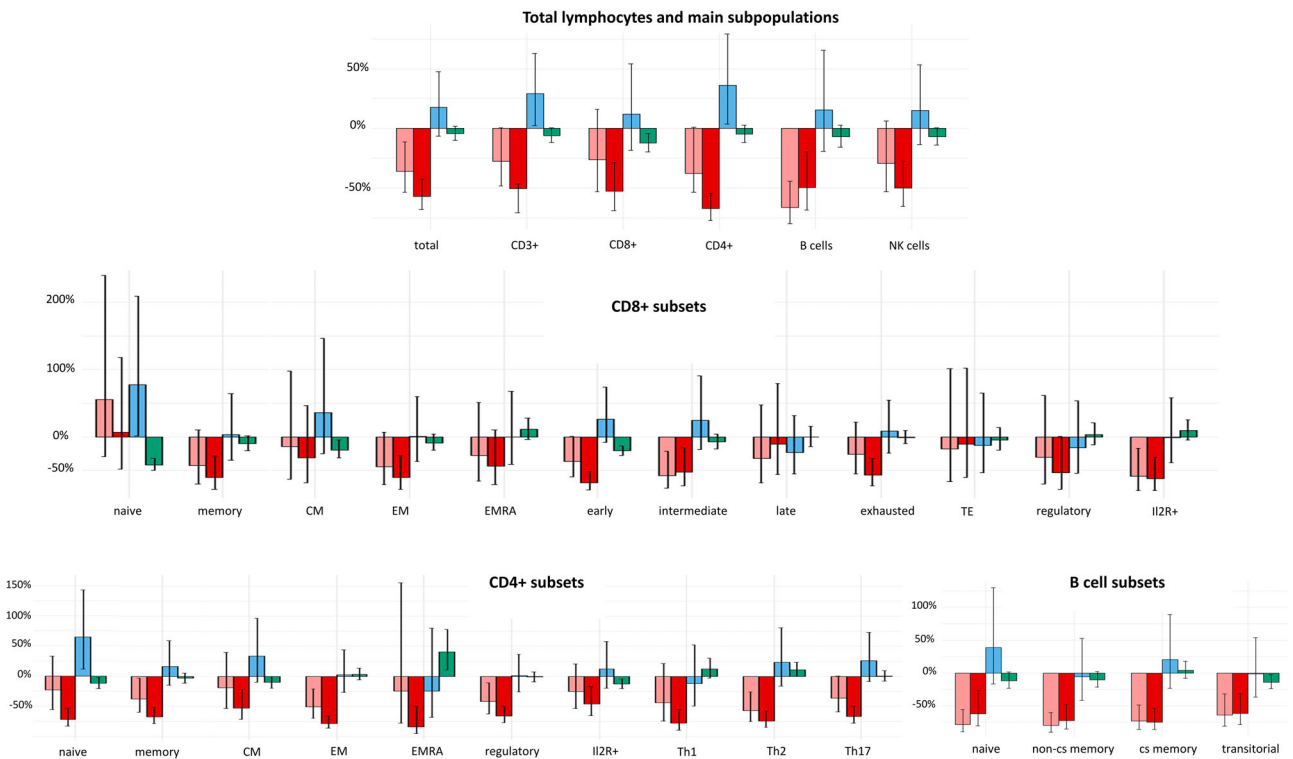 Total lymphocytes and main subpopulations
50%
0%
-50%
total CD3+ CD8+ CD4+ B cells NK cells
CD8+ subsets
200%
100%
0%
-50%
naive memory CM EM EMRA early intermediate late exhausted TE regulatory Il2R+
CD4+ subsets
150%
100%
50%
0%
-50%
naive memory CM EM EMRA regulatory Il2R+ Th1 Th2 Th17
B cell subsets
100%
50%
0%
-50%
naive non-cs memory cs memory transitorial